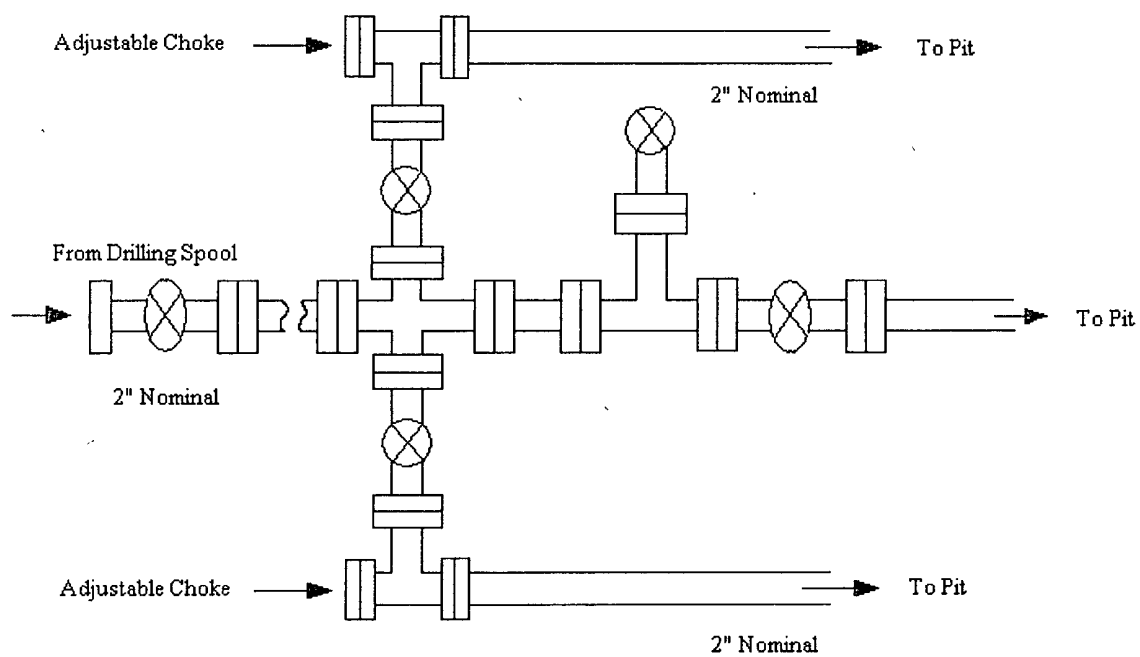 Adjustable Choke
To Pit
2" Nominal
From Drilling Spool
To Pit
2" Nominal
Adjustable Choke
To Pit
2" Nominal